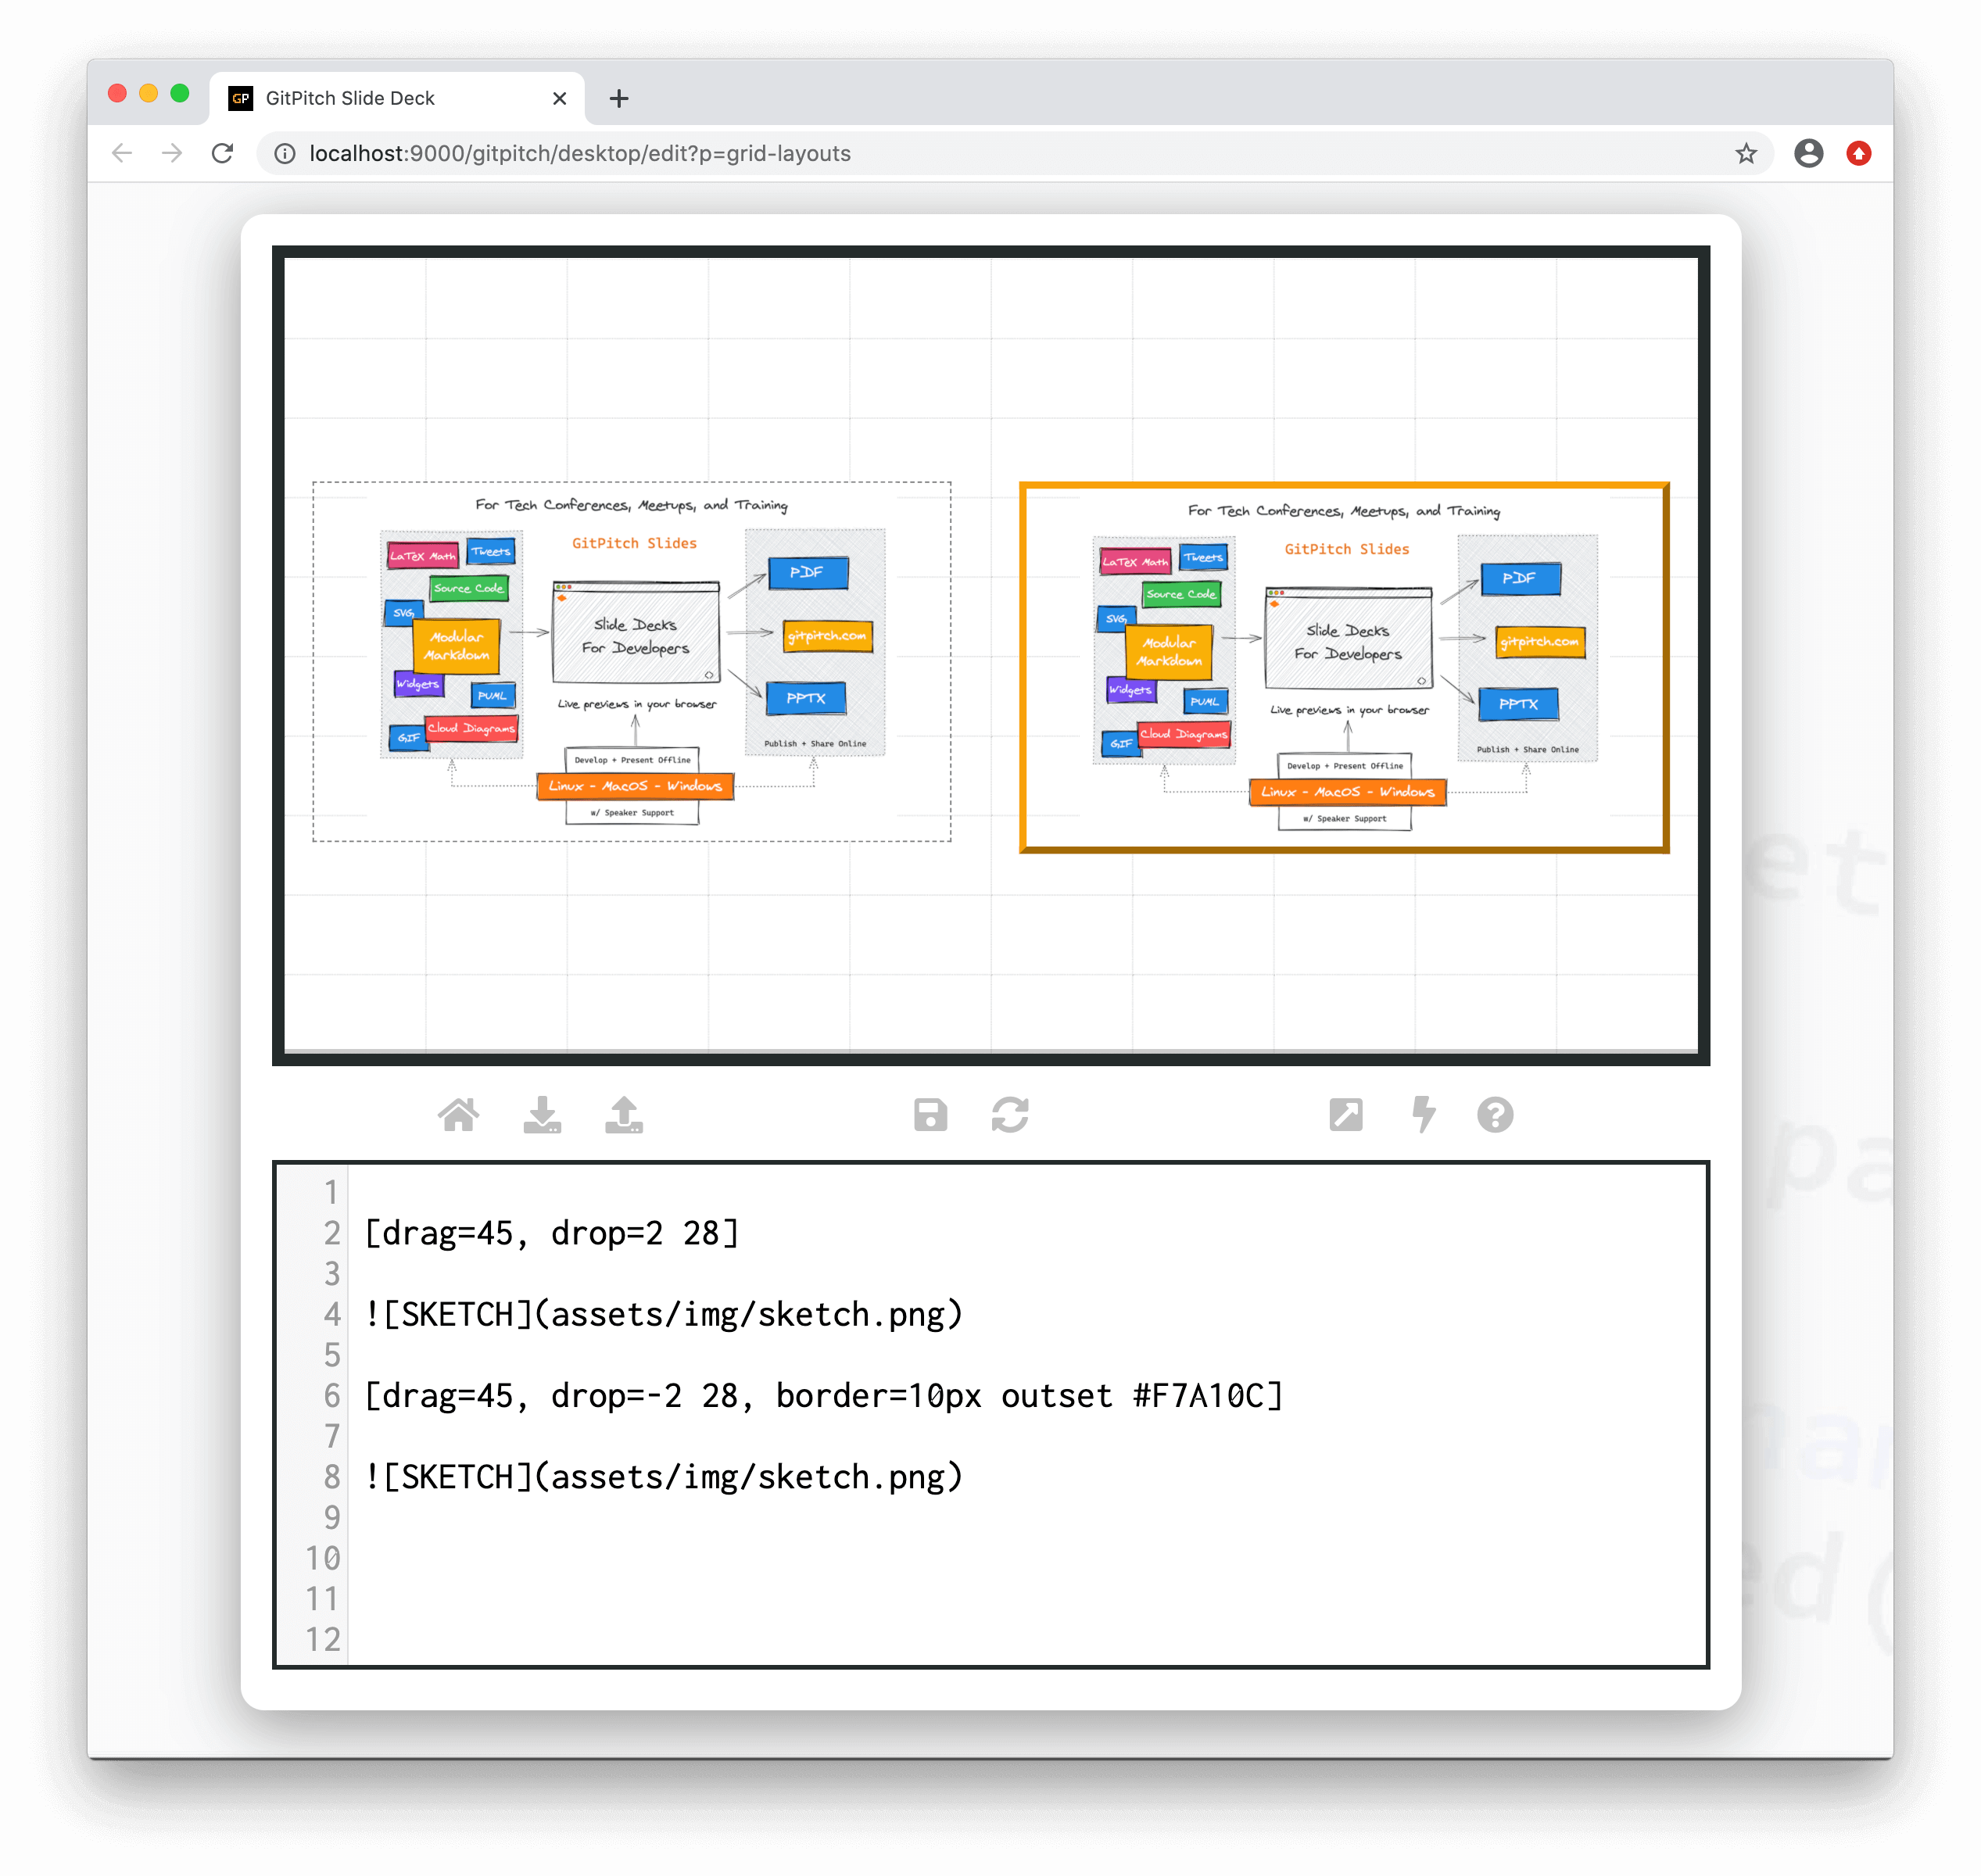 GP GitPitch Slide Deck
localhost:9000/gitpitch/desktop/edit?p=grid-layouts
For Tech Conferences, Meetups, and Training
GitPitch Slides
LaTeX Math
Tweets
Source Code
SVG
Modular
Markdown
Widgets
PUML
GIF
Cloud Diagrams
Slide Decks
For Developers
Live previews in your browser
PDF
gitpitch.com
PPTX
Publish + Share Online
Develop + Present Offline
Linux - MacOS - Windows
w/ Speaker Support
For Tech Conferences, Meetups, and Training
GitPitch Slides
LaTeX Math
Tweets
Source Code
SVG
Modular
Markdown
Widgets
PUML
GIF
Cloud Diagrams
Slide Decks
For Developers
Live previews in your browser
PDF
gitpitch.com
PPTX
Publish + Share Online
Develop + Present Offline
Linux - MacOS - Windows
w/ Speaker Support
1
2 [drag=45, drop=2 28]
3
4 ![SKETCH](assets/img/sketch.png)
5
6 [drag=45, drop=-2 28, border=10px outset #F7A10C]
7
8 ![SKETCH](assets/img/sketch.png)
9
10
11
12